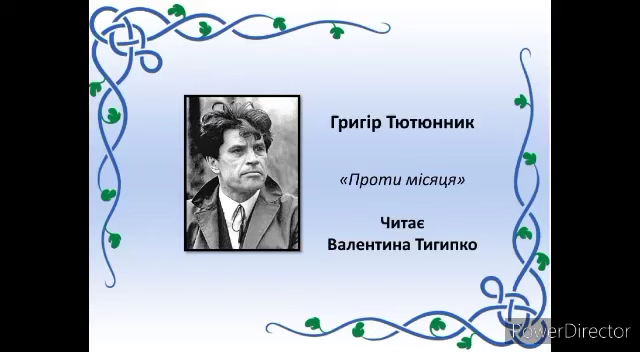 Григір Тютюнник
«Проти місяця»
Читає
Валентина Тигипко
PowerDirector